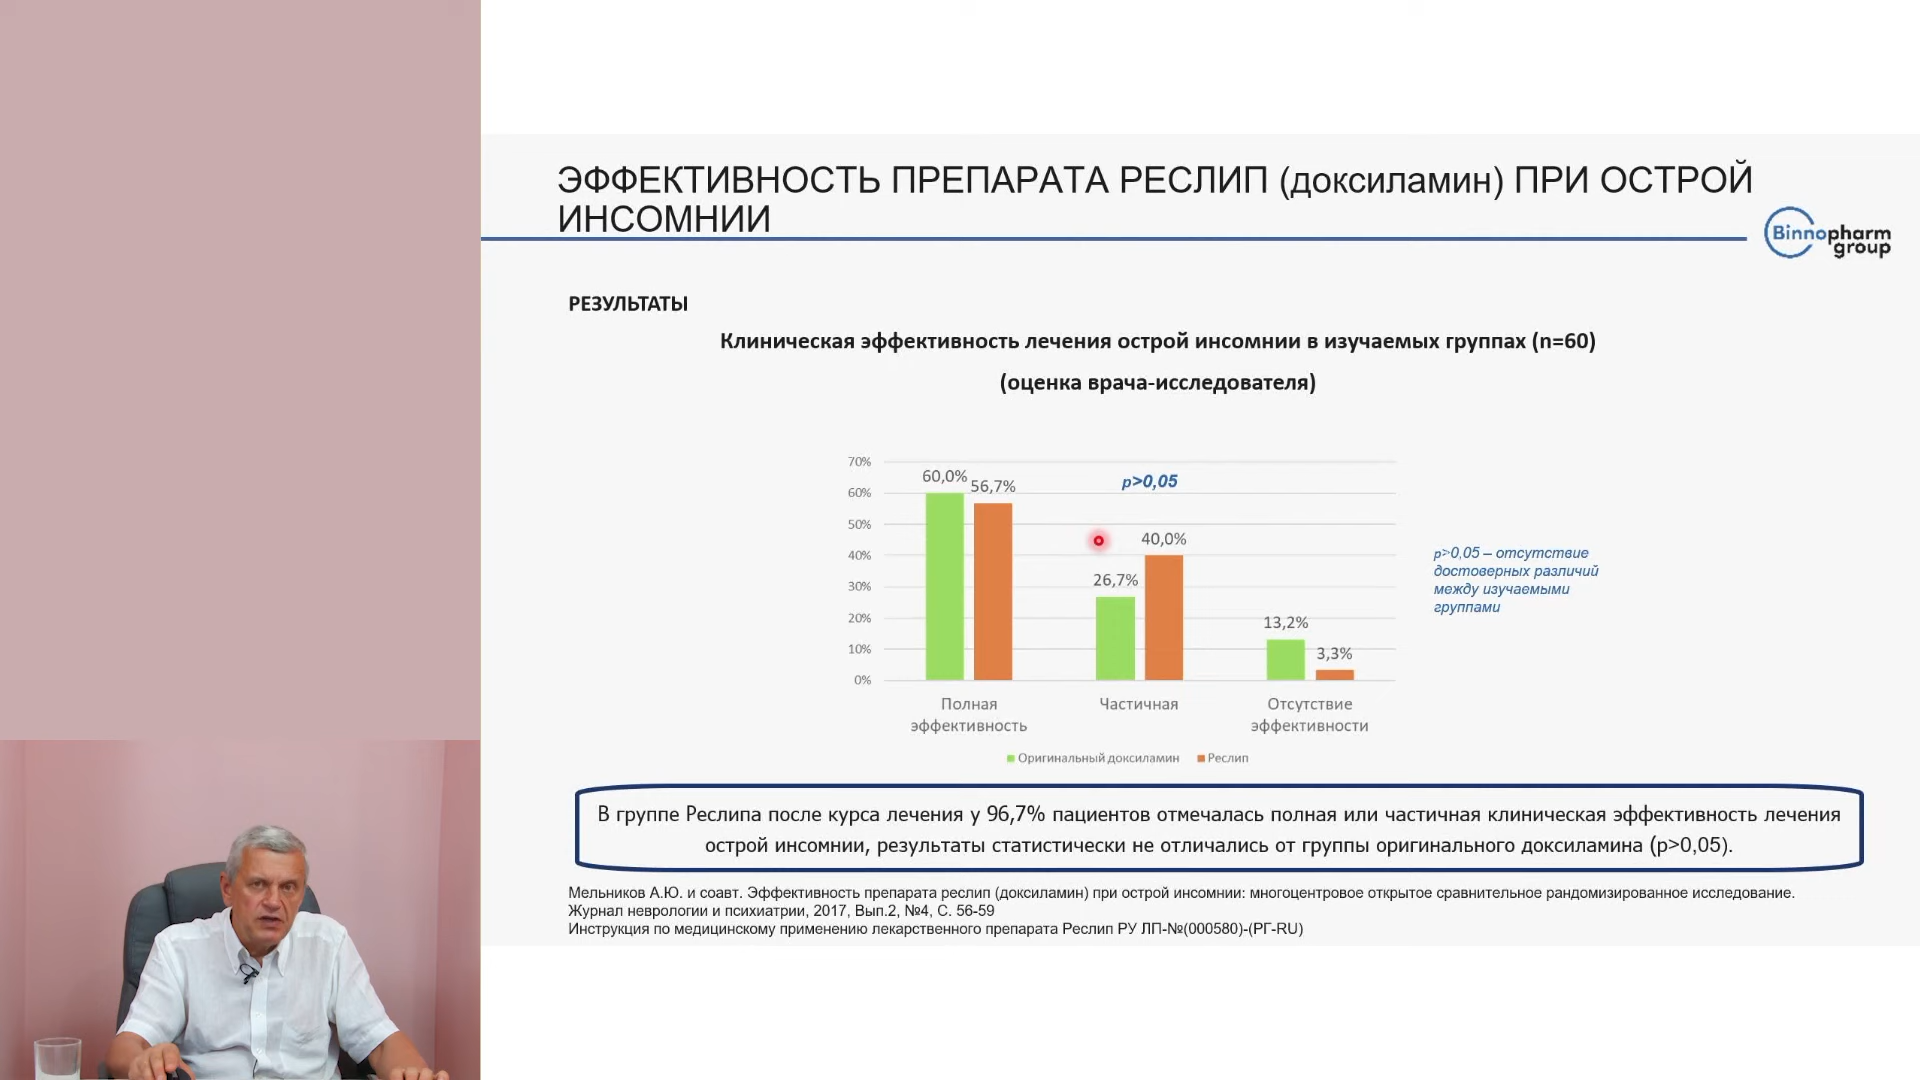 ЭФФЕКТИВНОСТЬ ПРЕПАРАТА РЕСЛИП (доксиламин) ПРИ ОСТРОЙ
ИНСОМНИИ
Binnopharm
group
РЕЗУЛЬТАТЫ
Клиническая эффективность лечения острой инсомнии в изучаемых группах (n=60)
(оценка врача-исследователя)
70%
60%
50%
40%
30%
20%
10%
0%
60,0%
56,7%
p>0,05
26,7%
40,0%
13,2%
3,3%
Полная
эффективность
Частичная
Отсутствие
эффективности
Оригинальный доксиламин
Реслип
p>0,05 – отсутствие
достоверных различий
между изучаемыми
группами
В группе Реслипа после курса лечения у 96,7% пациентов отмечалась полная или частичная клиническая эффективность лечения
острой инсомнии, результаты статистически не отличались от группы оригинального доксиламина (p>0,05).
Мельников А.Ю. и соавт. Эффективность препарата реслип (доксиламин) при острой инсомнии: многоцентровое открытое сравнительное рандомизированное исследование.
Журнал неврологии и психиатрии, 2017, Вып.2, №4, С. 56-59
Инструкция по медицинскому применению лекарственного препарата Реслип РУ ЛП-№(000580)-(РГ-RU)